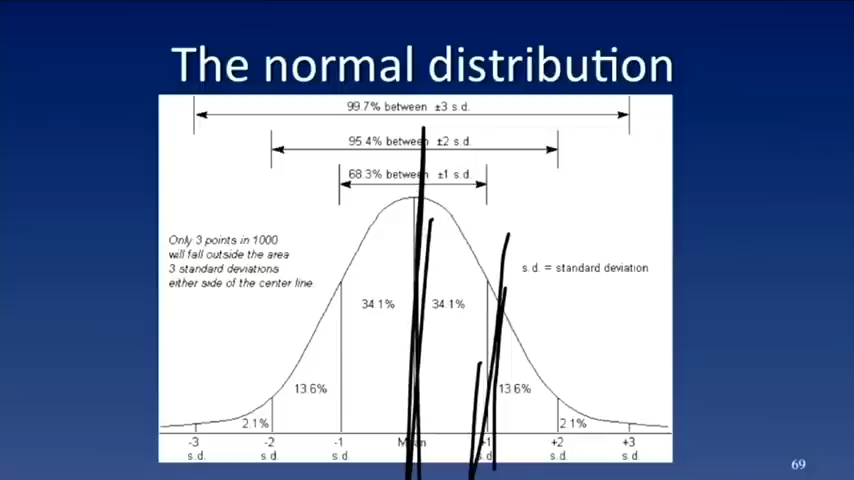 The normal distribution
99.7% between ±3 s.d.
95.4% between ±2 s.d.
68.3% between ±1 s.d.
Only 3 points in 1000
will fall outside the area
3 standard deviations
either side of the center line.
s.d. = standard deviation
34.1% 34.1%
13.6% 13.6%
2.1% 2.1%
-3 -2 -1 Mean +1 +2 +3
s.d. s.d. s.d s.d s.d. s.d
69